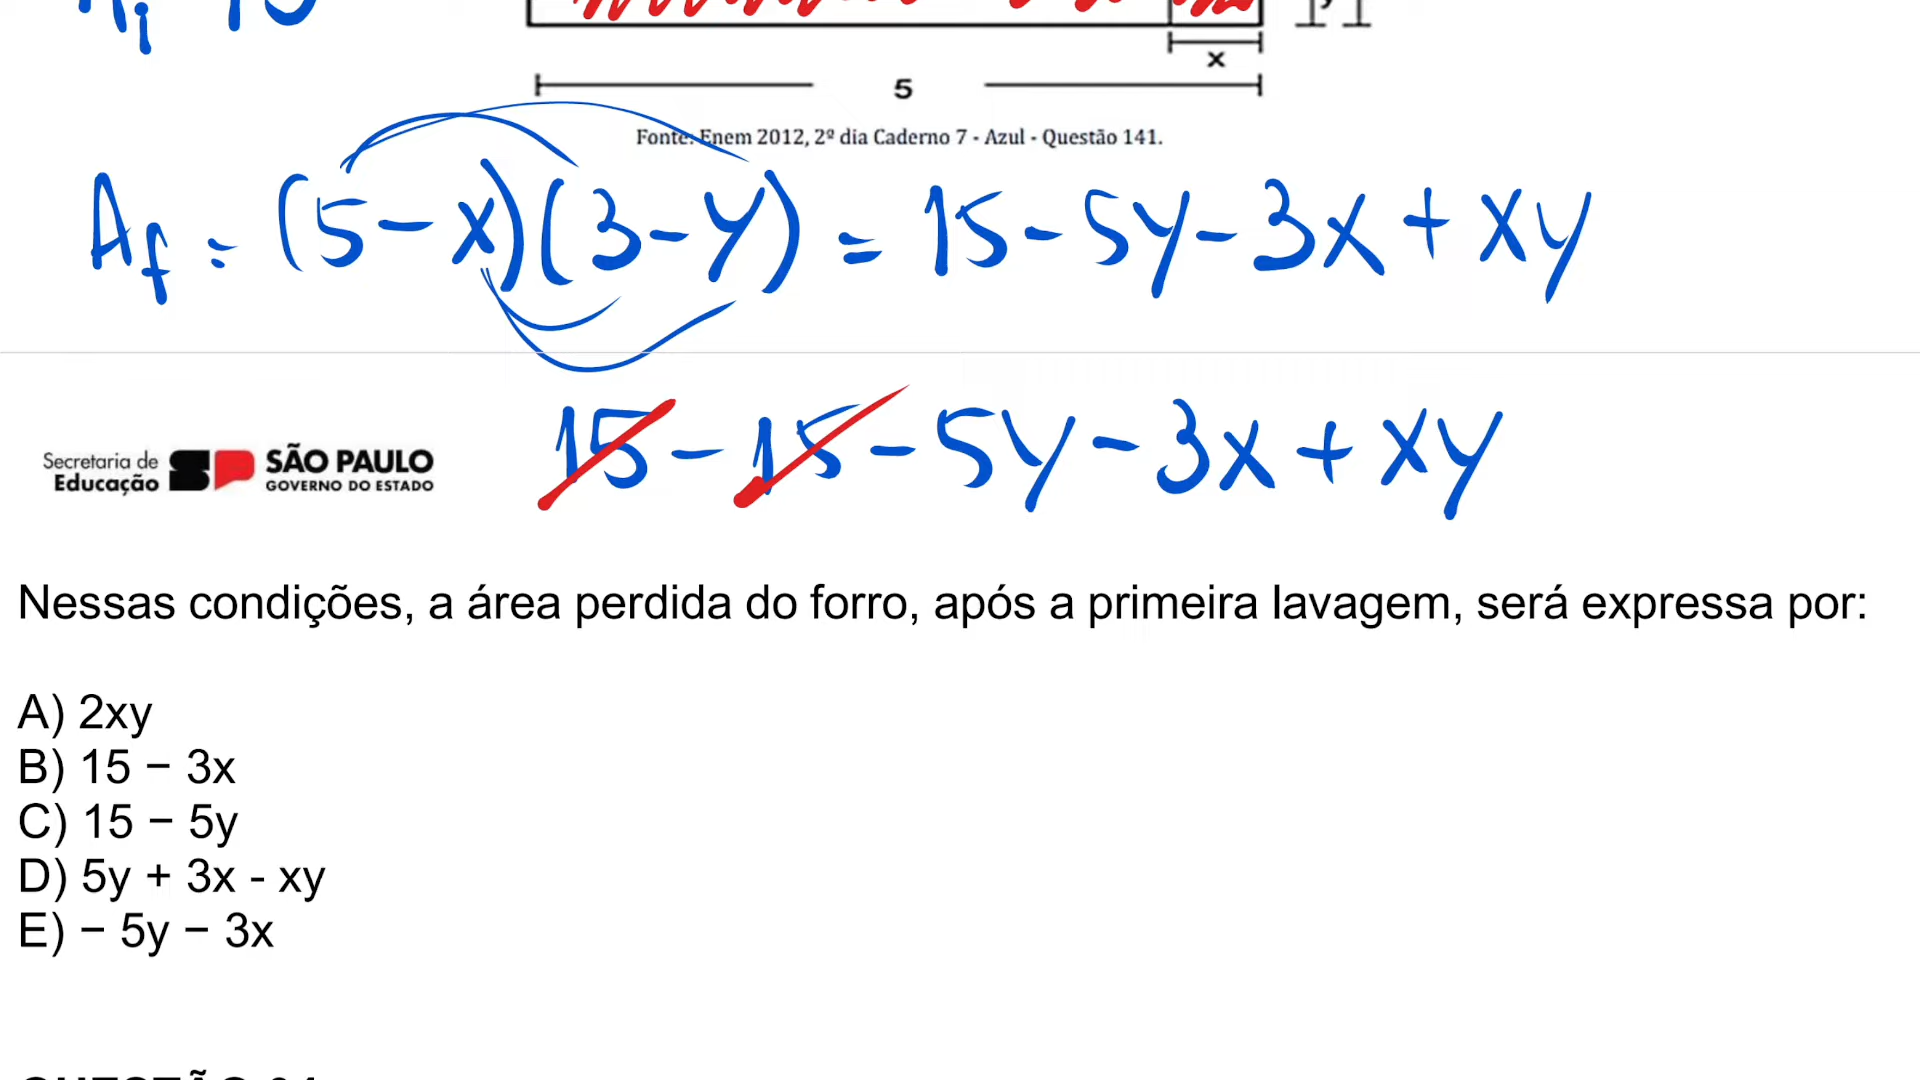 x
5
Fonte: Enem 2012, 2º dia Caderno 7 - Azul - Questão 141.
Af = (5-x)(3-y) = 15-5y-3x+xy
15-15-5y-3x+xy
Secretaria de Educação
SÃO PAULO
GOVERNO DO ESTADO
Nessas condições, a área perdida do forro, após a primeira lavagem, será expressa por:
A) 2xy
B) 15 − 3x
C) 15 − 5y
D) 5y + 3x - xy
E) − 5y − 3x